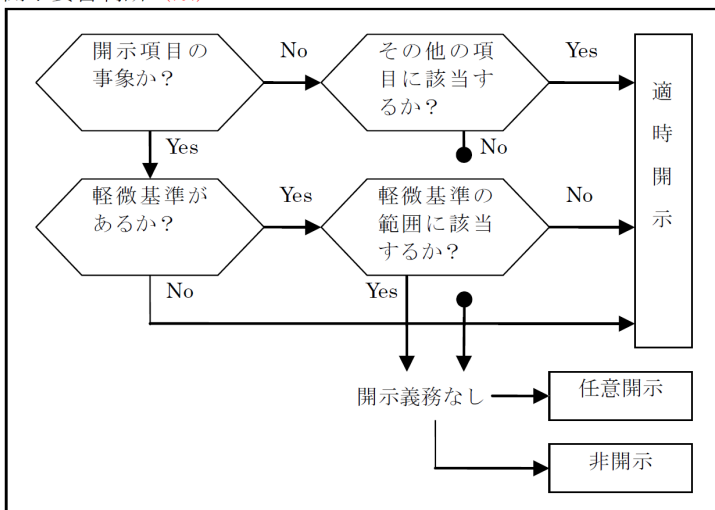 開示項目の
事象か？
No
その他の項
目に該当す
るか？
Yes
適
時
開
示
Yes
No
軽微基準が
あるか？
Yes
軽微基準の
範囲に該当
するか？
No
No
Yes
開示義務なし
任意開示
非開示